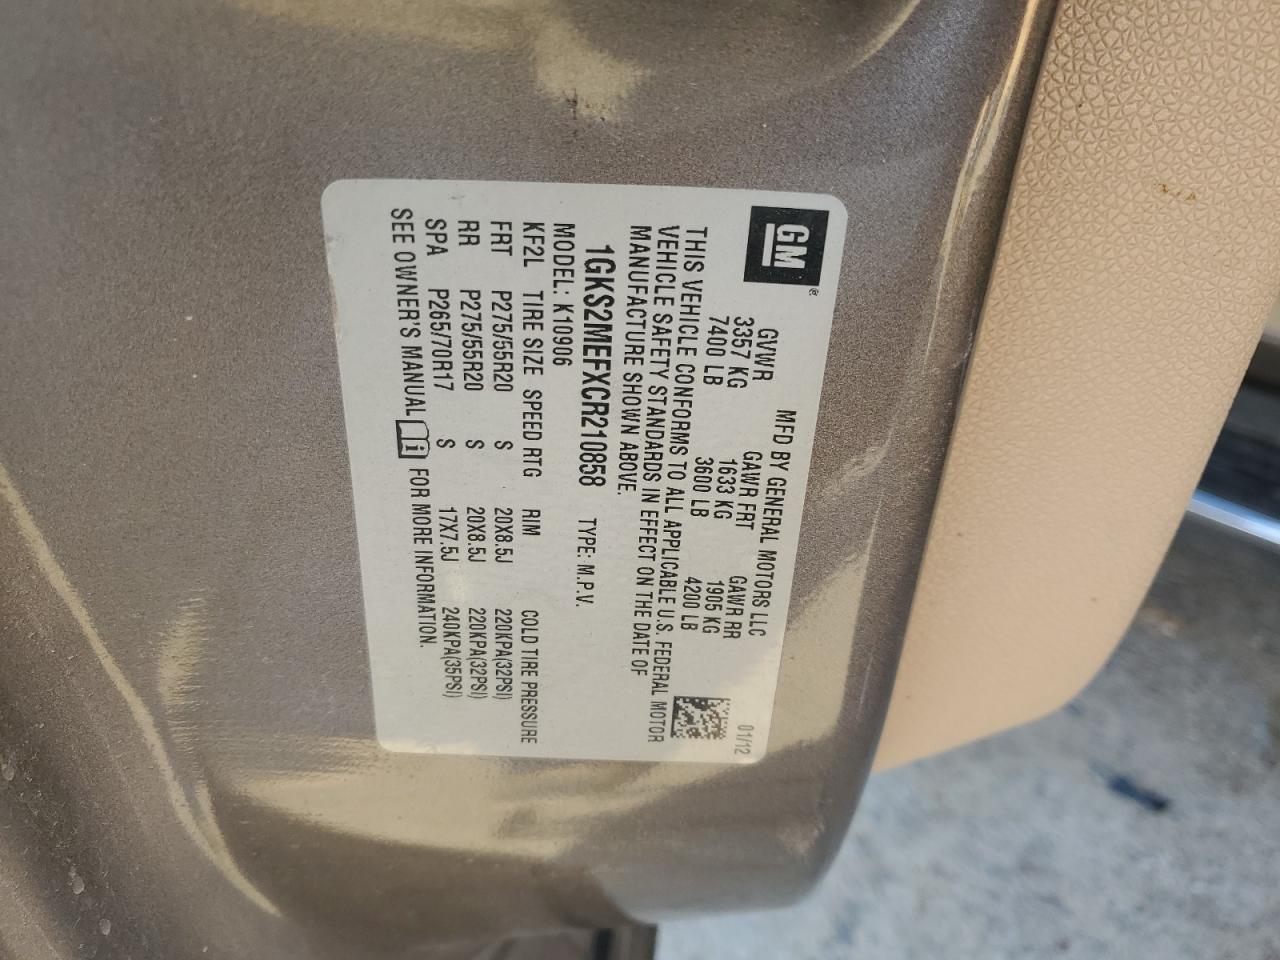 GM
MFD BY GENERAL MOTORS LLC 01/12
GVWR GAWR FRT GAWR RR
3357 KG 1633 KG 1905 KG
7400 LB 3600 LB 4200 LB
THIS VEHICLE CONFORMS TO ALL APPLICABLE U.S. FEDERAL MOTOR
VEHICLE SAFETY STANDARDS IN EFFECT ON THE DATE OF
MANUFACTURE SHOWN ABOVE.
1GKS2MEFXCR210858 TYPE: M.P.V.
MODEL: K10906
KF2L TIRE SIZE SPEED RTG RIM COLD TIRE PRESSURE
FRT P275/55R20 S 20X8.5J 220KPA(32PSI)
RR P275/55R20 S 20X8.5J 220KPA(32PSI)
SPA P265/70R17 S 17X7.5J 240KPA(35PSI)
SEE OWNER'S MANUAL i FOR MORE INFORMATION.